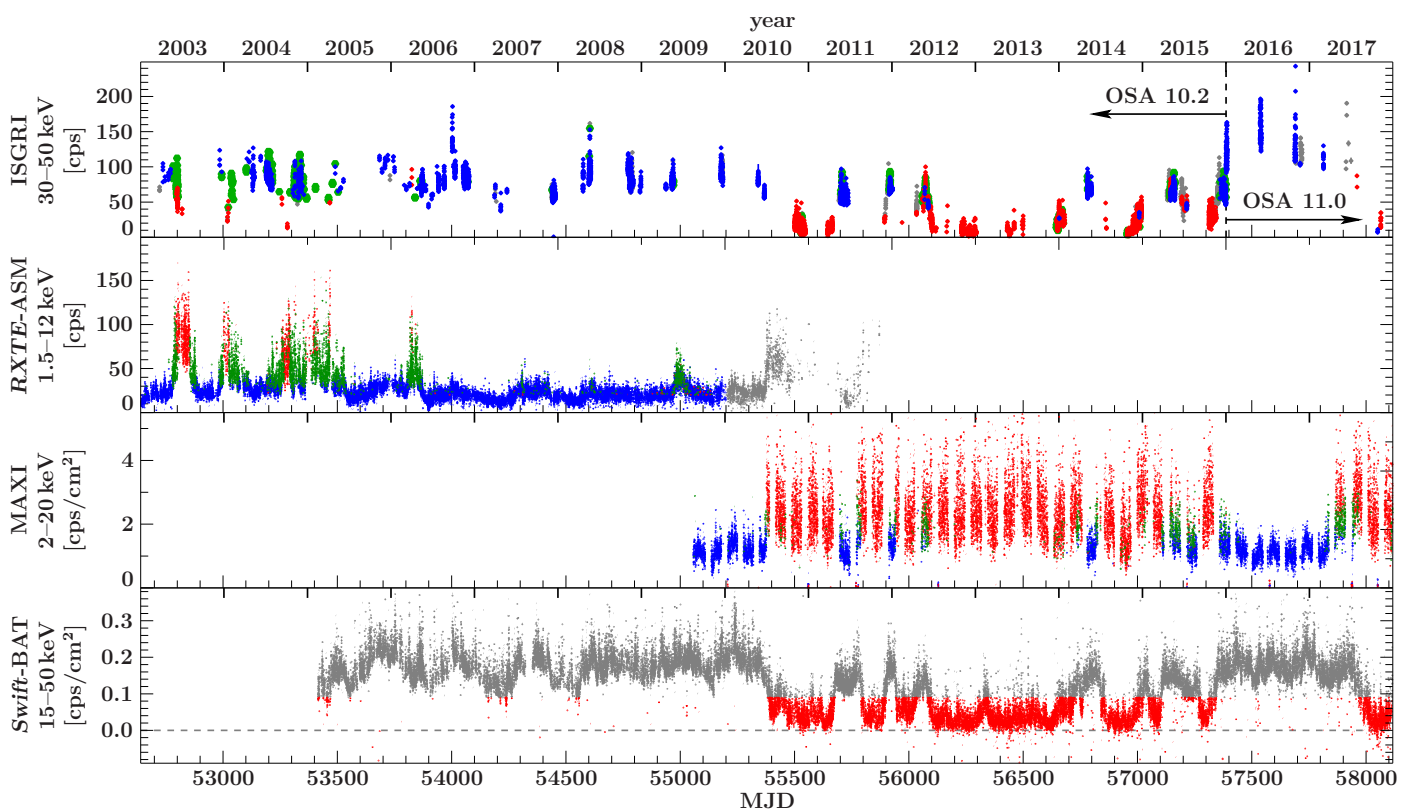 year
2003 2004 2005 2006 2007 2008 2009 2010 2011 2012 2013 2014 2015 2016 2017
ISGRI
30–50 keV
[cps]
200
150
100
50
0
OSA 10.2
OSA 11.0
RXTE-ASM
1.5–12 keV
[cps]
150
100
50
0
MAXI
2–20 keV
[cps/cm²]
4
2
0
Swift-BAT
15–50 keV
[cps/cm²]
0.3
0.2
0.1
0.0
53000 53500 54000 54500 55000 55500 56000 56500 57000 57500 58000
MJD